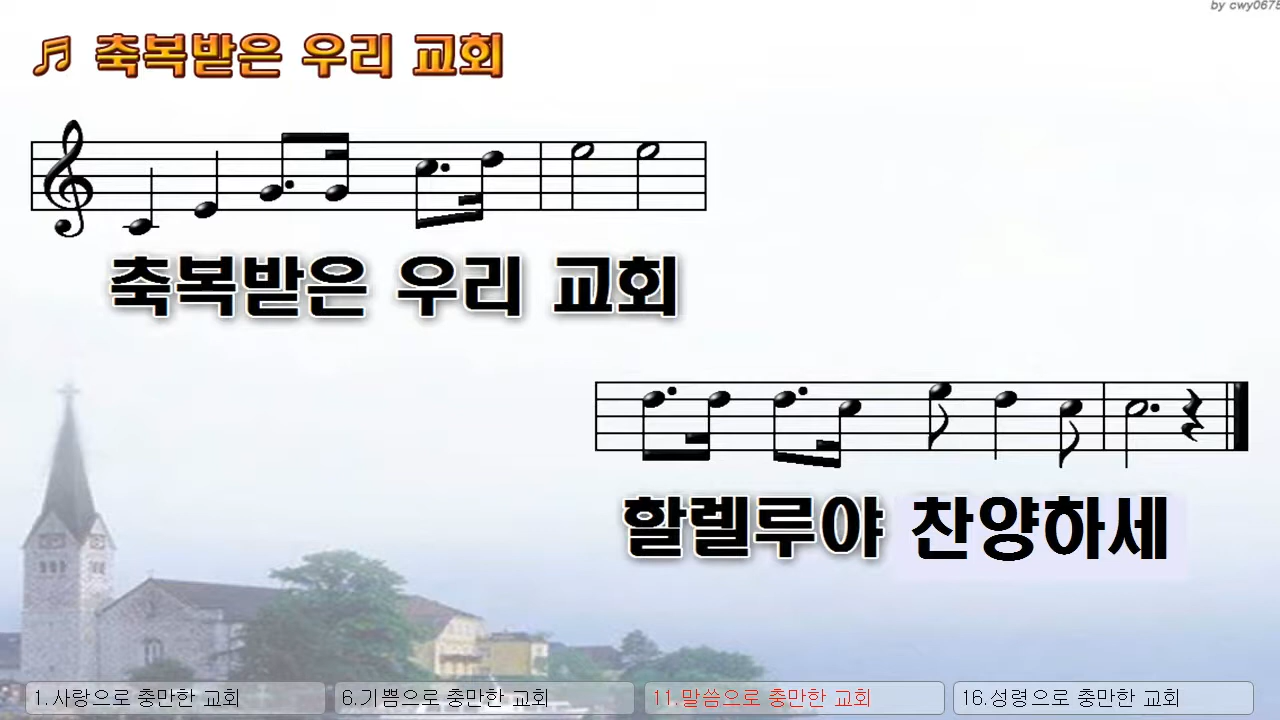 by cwy0675
축복받은 우리 교회
축복받은 우리 교회
할렐루야 찬양하세
1.사랑으로 충만한 교회
6.기쁨으로 충만한 교회
11.말씀으로 충만한 교회
16.성령으로 충만한 교회